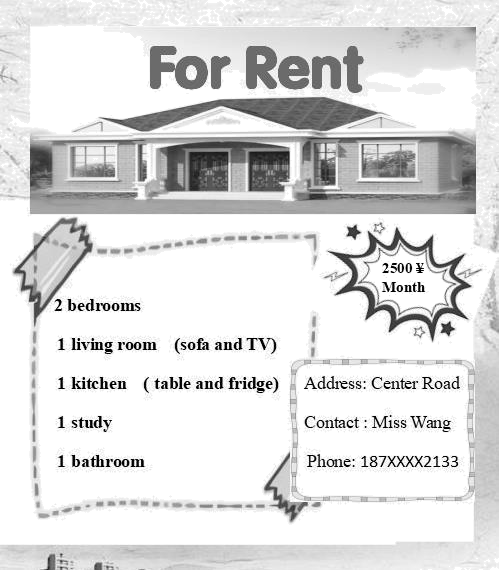 For Rent
2500 ¥
Month
2 bedrooms
1 living room (sofa and TV)
1 kitchen ( table and fridge)
1 study
1 bathroom
Address: Center Road
Contact : Miss Wang
Phone: 187XXXX2133